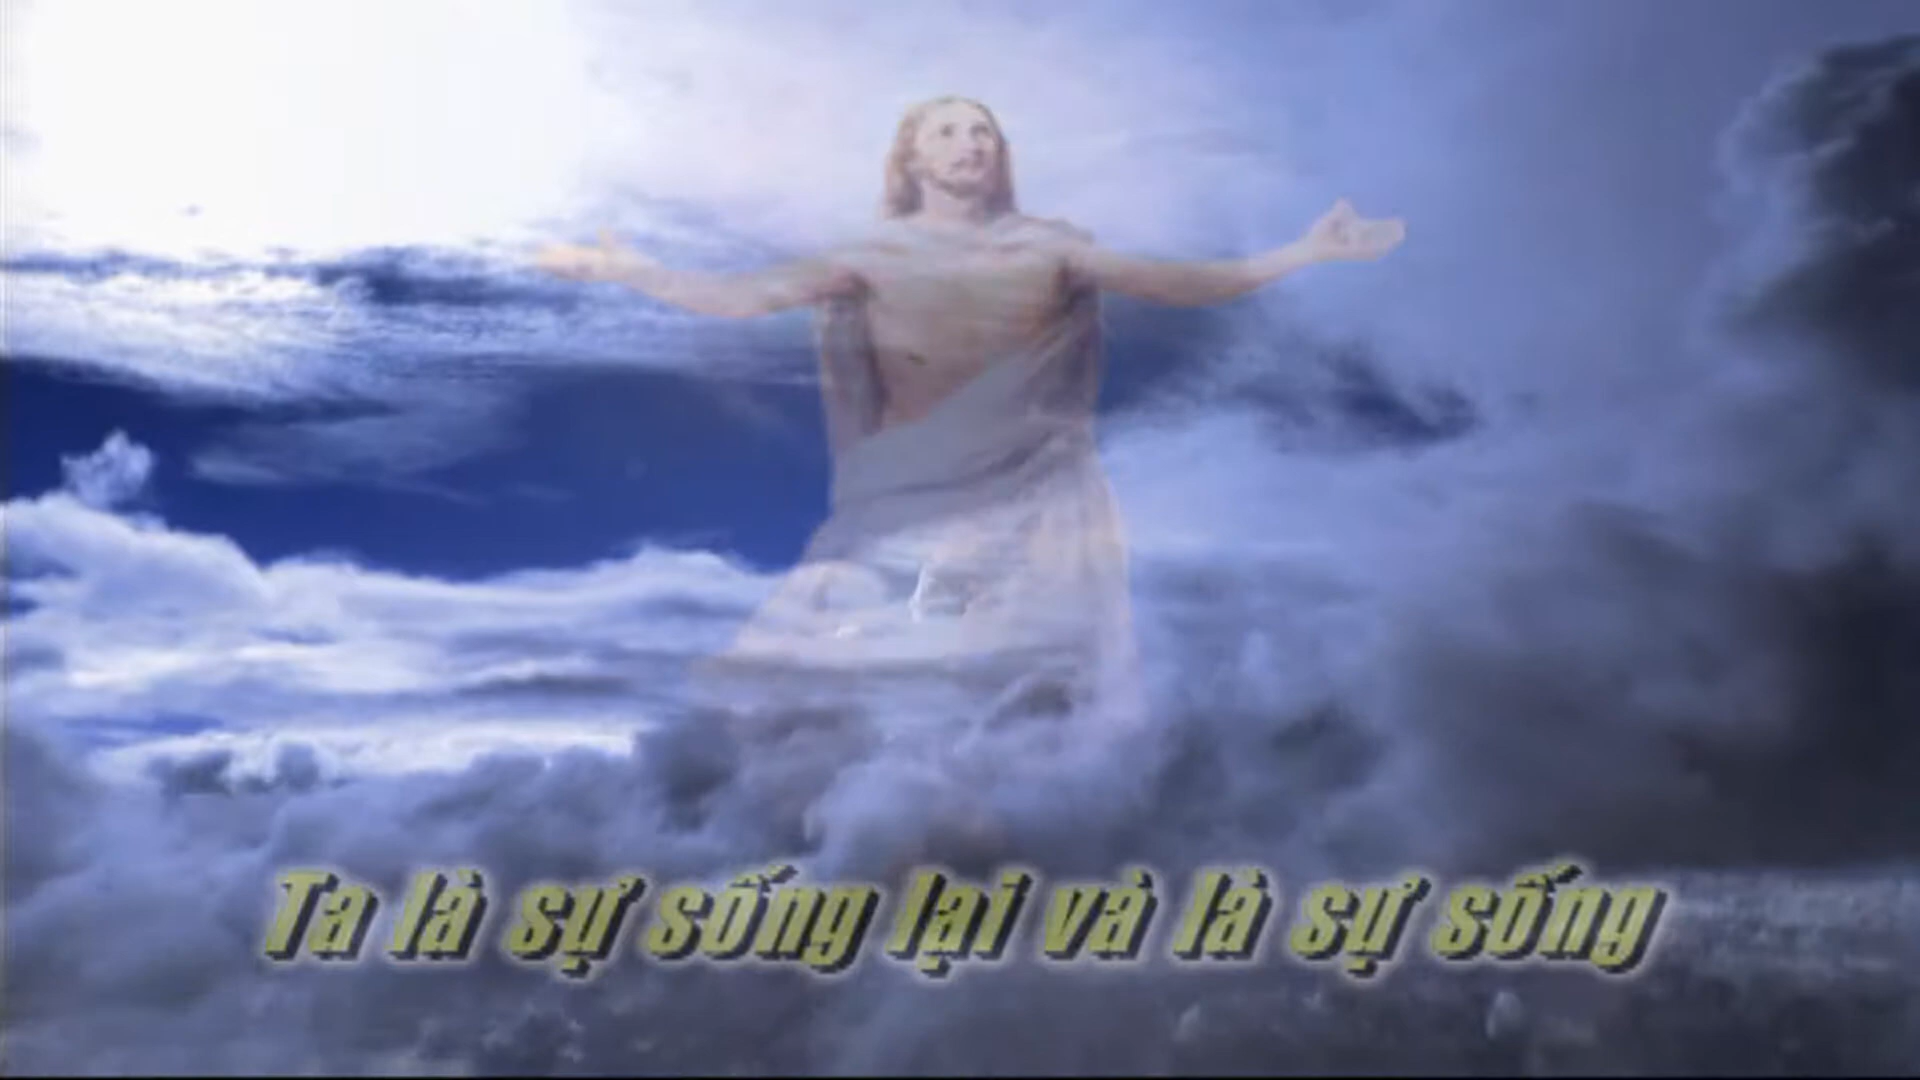 Ta là sự sống lại và là sự sống